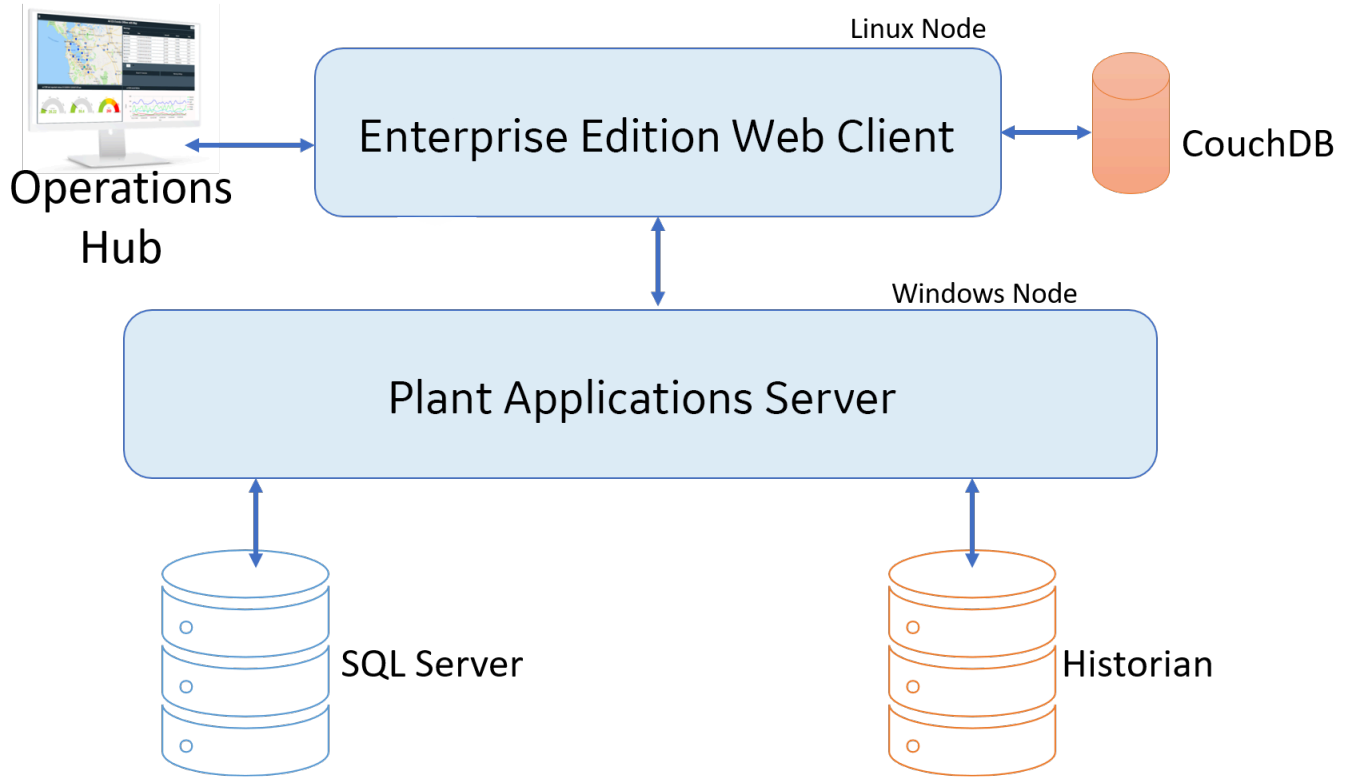 Linux Node
Enterprise Edition Web Client
CouchDB
Operations
Hub
Windows Node
Plant Applications Server
SQL Server
Historian